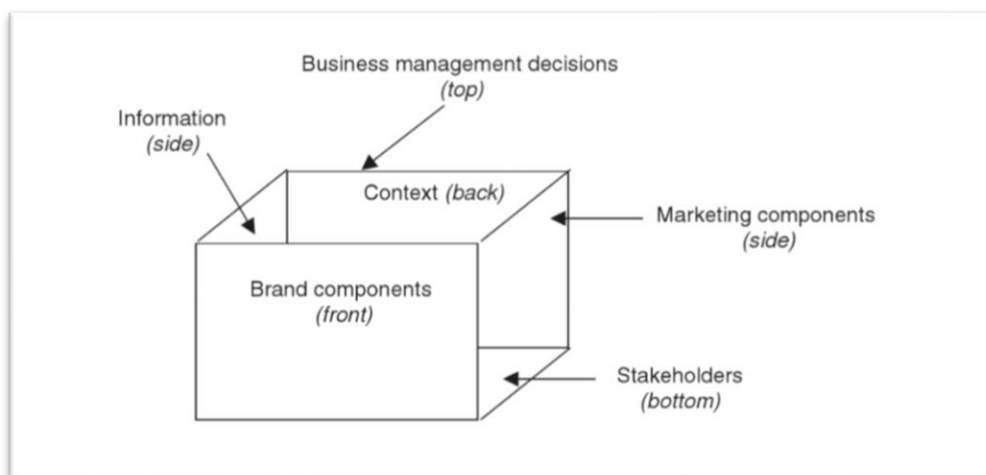 Business management decisions
(top)
Information
(side)
Context (back)
Marketing components
(side)
Brand components
(front)
Stakeholders
(bottom)